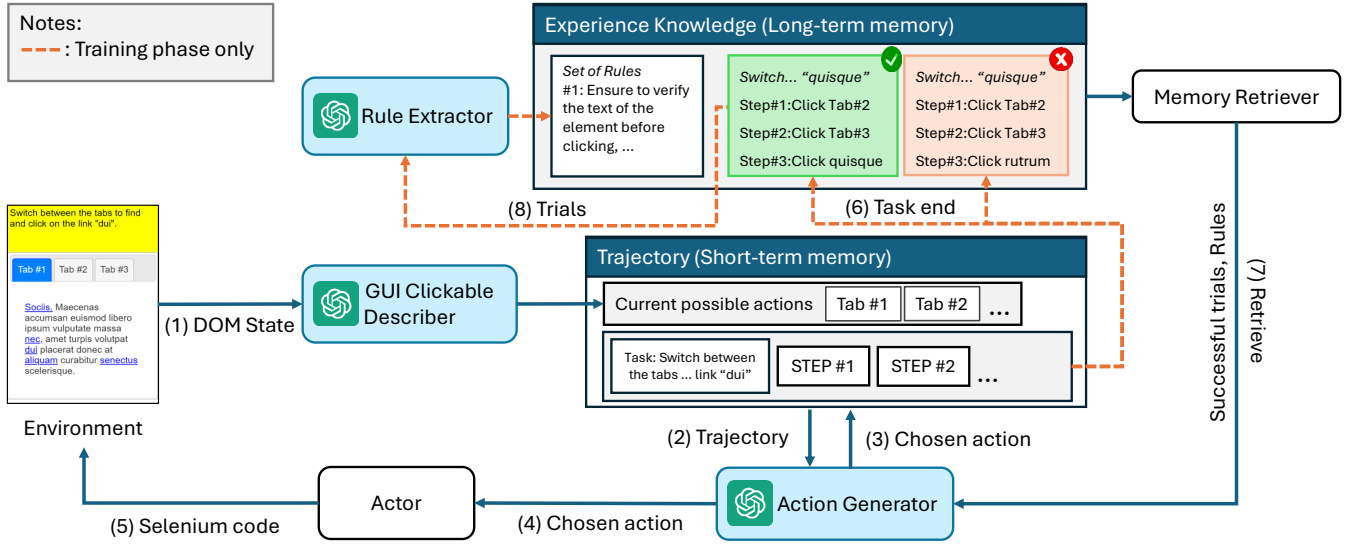 Notes:
: Training phase only
Experience Knowledge (Long-term memory)
Set of Rules
#1: Ensure to verify
the text of the
element before
clicking, ...
Switch... “quisque”
Step#1:Click Tab#2
Step#2:Click Tab#3
Step#3:Click quisque
Switch... “quisque”
Step#1:Click Tab#2
Step#2:Click Tab#3
Step#3:Click rutrum
Memory Retriever
Rule Extractor
(8) Trials
(6) Task end
Switch between the tabs to find
and click on the link "dui".
Tab #1
Tab #2
Tab #3
Sociis. Maecenas
accumsan euismod libero
ipsum vulputate massa
nec, amet turpis volutpat
dui placerat donec at
aliquam curabitur senectus
scelerisque.
Environment
(1) DOM State
GUI Clickable
Describer
Trajectory (Short-term memory)
Current possible actions
Tab #1
Tab #2
...
Task: Switch between
the tabs ... link “dui”
STEP #1
STEP #2
...
Successful trials, Rules
(7) Retrieve
(2) Trajectory
(3) Chosen action
Action Generator
(4) Chosen action
Actor
(5) Selenium code